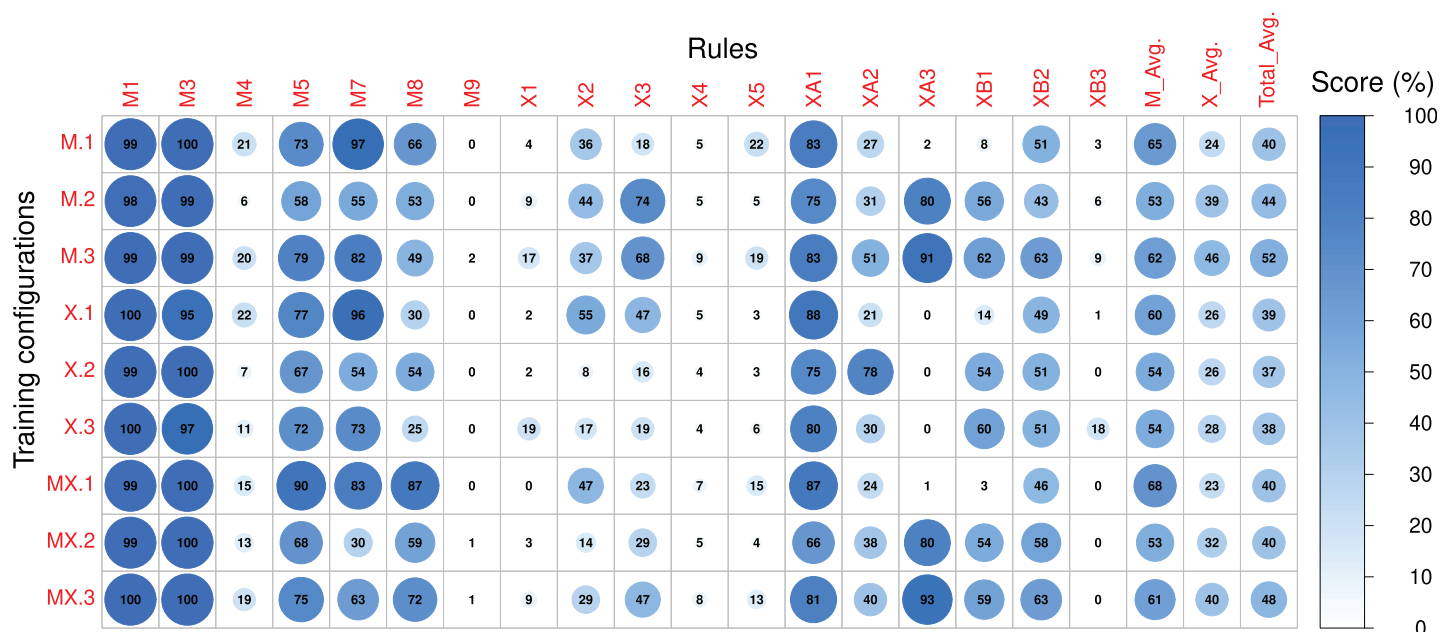 Rules
Score (%)
M1 M3 M4 M5 M7 M8 M9 X1 X2 X3 X4 X5 XA1 XA2 XA3 XB1 XB2 XB3 M_Avg. X_Avg. Total_Avg.
Training configurations
M.1 99 100 21 73 97 66 0 4 36 18 5 22 83 27 2 8 51 3 65 24 40
M.2 98 99 6 58 55 53 0 9 44 74 5 5 75 31 80 56 43 6 53 39 44
M.3 99 99 20 79 82 49 2 17 37 68 9 19 83 51 91 62 63 9 62 46 52
X.1 100 95 22 77 96 30 0 2 55 47 5 3 88 21 0 14 49 1 60 26 39
X.2 99 100 7 67 54 54 0 2 8 16 4 3 75 78 0 54 51 0 54 26 37
X.3 100 97 11 72 73 25 0 19 17 19 4 6 80 30 0 60 51 18 54 28 38
MX.1 99 100 15 90 83 87 0 0 47 23 7 15 87 24 1 3 46 0 68 23 40
MX.2 99 100 13 68 30 59 1 3 14 29 5 4 66 38 80 54 58 0 53 32 40
MX.3 100 100 19 75 63 72 1 9 29 47 8 13 81 40 93 59 63 0 61 40 48
100
90
80
70
60
50
40
30
20
10
0